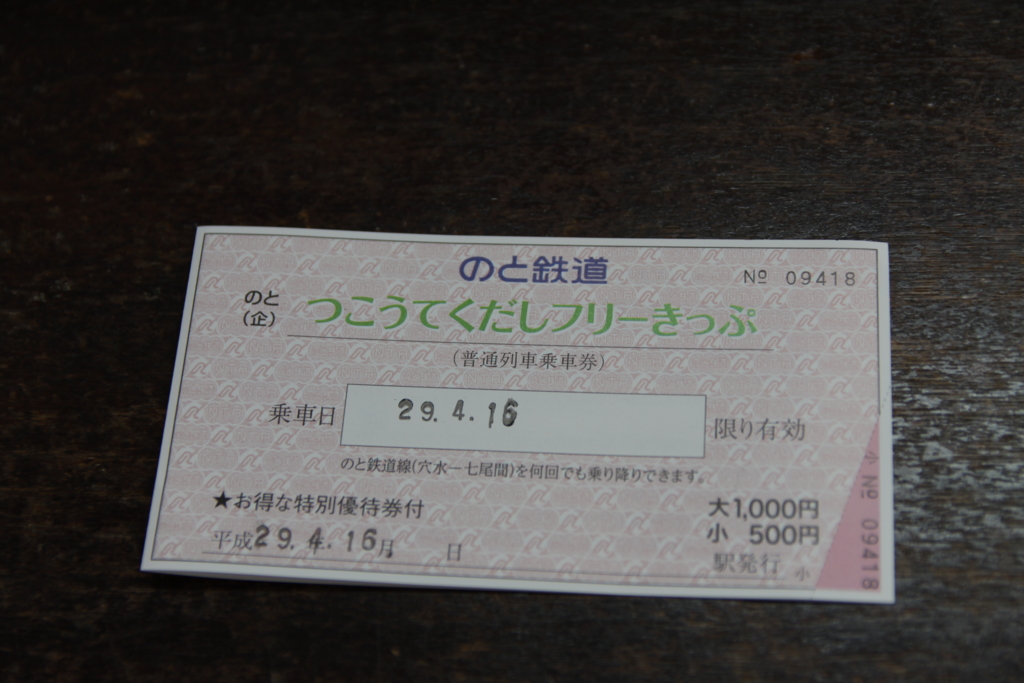 のと鉄道
№ 09418
のと
(企)
つこうてくだしフリーきっぷ
(普通列車乗車券)
乗車日 29.4.16 限り有効
のと鉄道線(穴水ー七尾間)を何回でも乗り降りできます。
★お得な特別優待券付
大1,000円
小 500円
平成29.4.16月 日
駅発行 小
小 № 09418